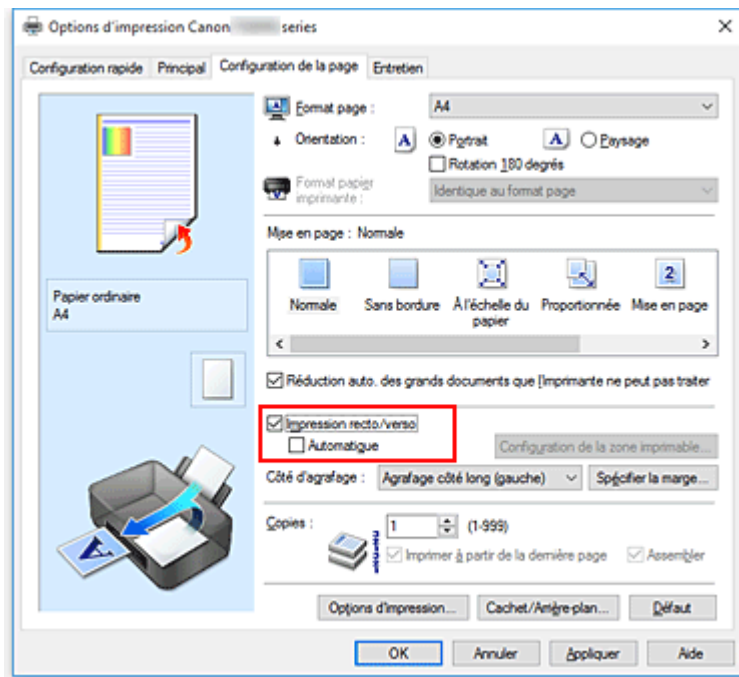 Options d'impression Canon series
Configuration rapide Principal Configuration de la page Entretien
Format page : A4
Orientation : A Portrait A Paysage
Rotation 180 degrés
Format papier imprimante : Identique au format page
Mise en page : Normale
Normale Sans bordure À l'échelle du papier Proportionnée Mise en page
Papier ordinaire
A4
Réduction auto. des grands documents que l'imprimante ne peut pas traiter
Impression recto/verso
Automatique Configuration de la zone imprimable...
Côté d'agrafage : Agrafage côté long (gauche) Spécifier la marge...
Copies : 1 (1-999)
Imprimer à partir de la dernière page Assembler
Options d'impression... Cachet/Arrière-plan... Défaut
OK Annuler Appliquer Aide